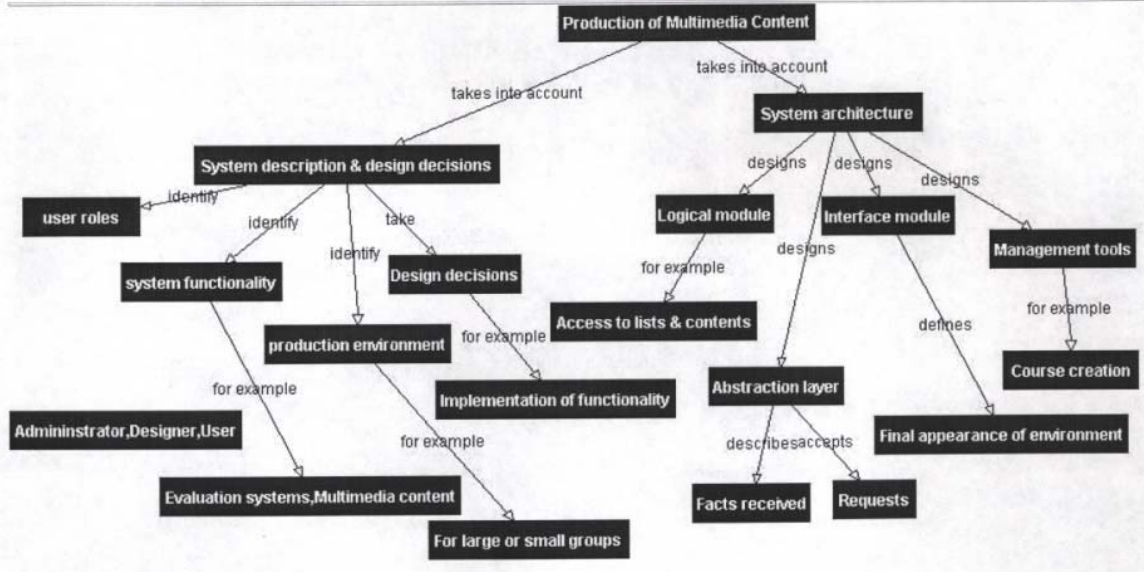 Production of Multimedia Content
takes into account
takes into account
System architecture
System description & design decisions
designs
designs
designs
identify
user roles
identify
take
Logical module
Interface module
identify
designs
Management tools
system functionality
Design decisions
for example
for example
Access to lists & contents
defines
production environment
for example
Course creation
for example
Implementation of functionality
Abstraction layer
Admininstrator,Designer,User
for example
describes
accepts
Final appearance of environment
Evaluation systems,Multimedia content
Facts received
Requests
For large or small groups